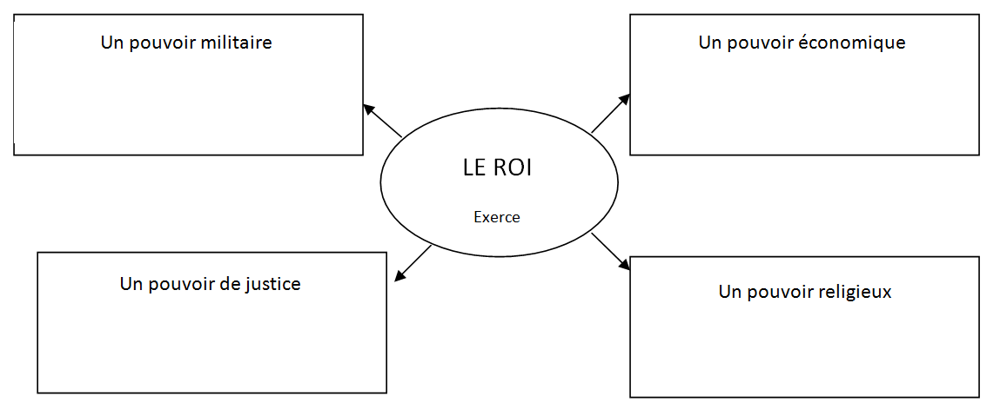 Un pouvoir militaire
Un pouvoir économique
LE ROI
Exerce
Un pouvoir de justice
Un pouvoir religieux